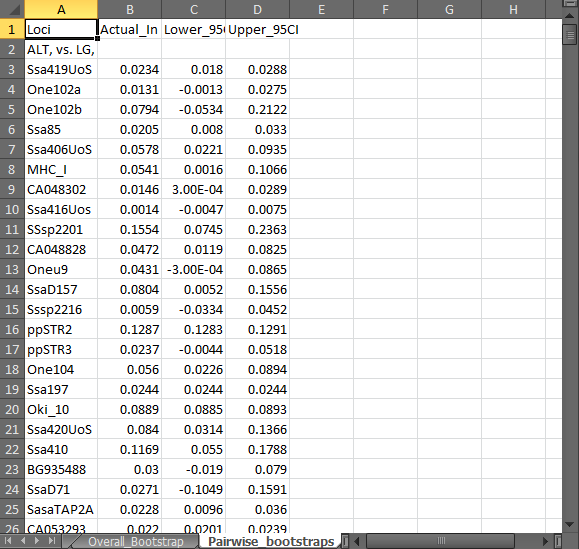 A B C D E F G H
1 Loci Actual_In Lower_95( Upper_95CI
2 ALT, vs. LG,
3 Ssa419UoS 0.0234 0.018 0.0288
4 One102a 0.0131 -0.0013 0.0275
5 One102b 0.0794 -0.0534 0.2122
6 Ssa85 0.0205 0.008 0.033
7 Ssa406UoS 0.0578 0.0221 0.0935
8 MHC_I 0.0541 0.0016 0.1066
9 CA048302 0.0146 3.00E-04 0.0289
10 Ssa416Uos 0.0014 -0.0047 0.0075
11 SSsp2201 0.1554 0.0745 0.2363
12 CA048828 0.0472 0.0119 0.0825
13 Oneu9 0.0431 -3.00E-04 0.0865
14 SsaD157 0.0804 0.0052 0.1556
15 Sssp2216 0.0059 -0.0334 0.0452
16 ppSTR2 0.1287 0.1283 0.1291
17 ppSTR3 0.0237 -0.0044 0.0518
18 One104 0.056 0.0226 0.0894
19 Ssa197 0.0244 0.0244 0.0244
20 Oki_10 0.0889 0.0885 0.0893
21 Ssa420UoS 0.084 0.0314 0.1366
22 Ssa410 0.1169 0.055 0.1788
23 BG935488 0.03 -0.019 0.079
24 SsaD71 0.0271 -0.1049 0.1591
25 SasaTAP2A 0.0228 0.0096 0.036
26 CA053293 0.022 0.0201 0.0239
Overall_Bootstrap Pairwise_bootstraps